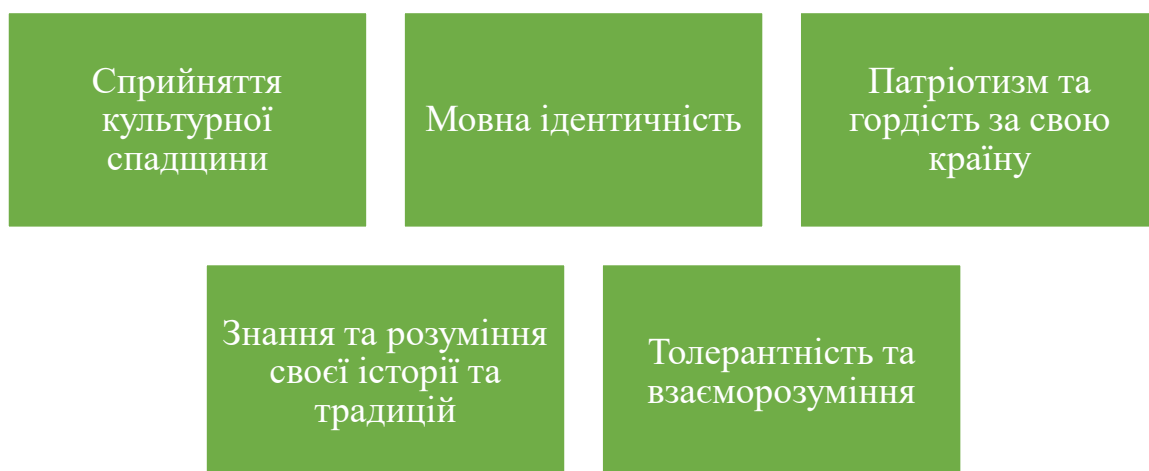 Сприйняття
культурної
спадщини
Мовна ідентичність
Патріотизм та
гордість за свою
країну
Знання та розуміння
своєї історії та
традицій
Толерантність та
взаєморозуміння